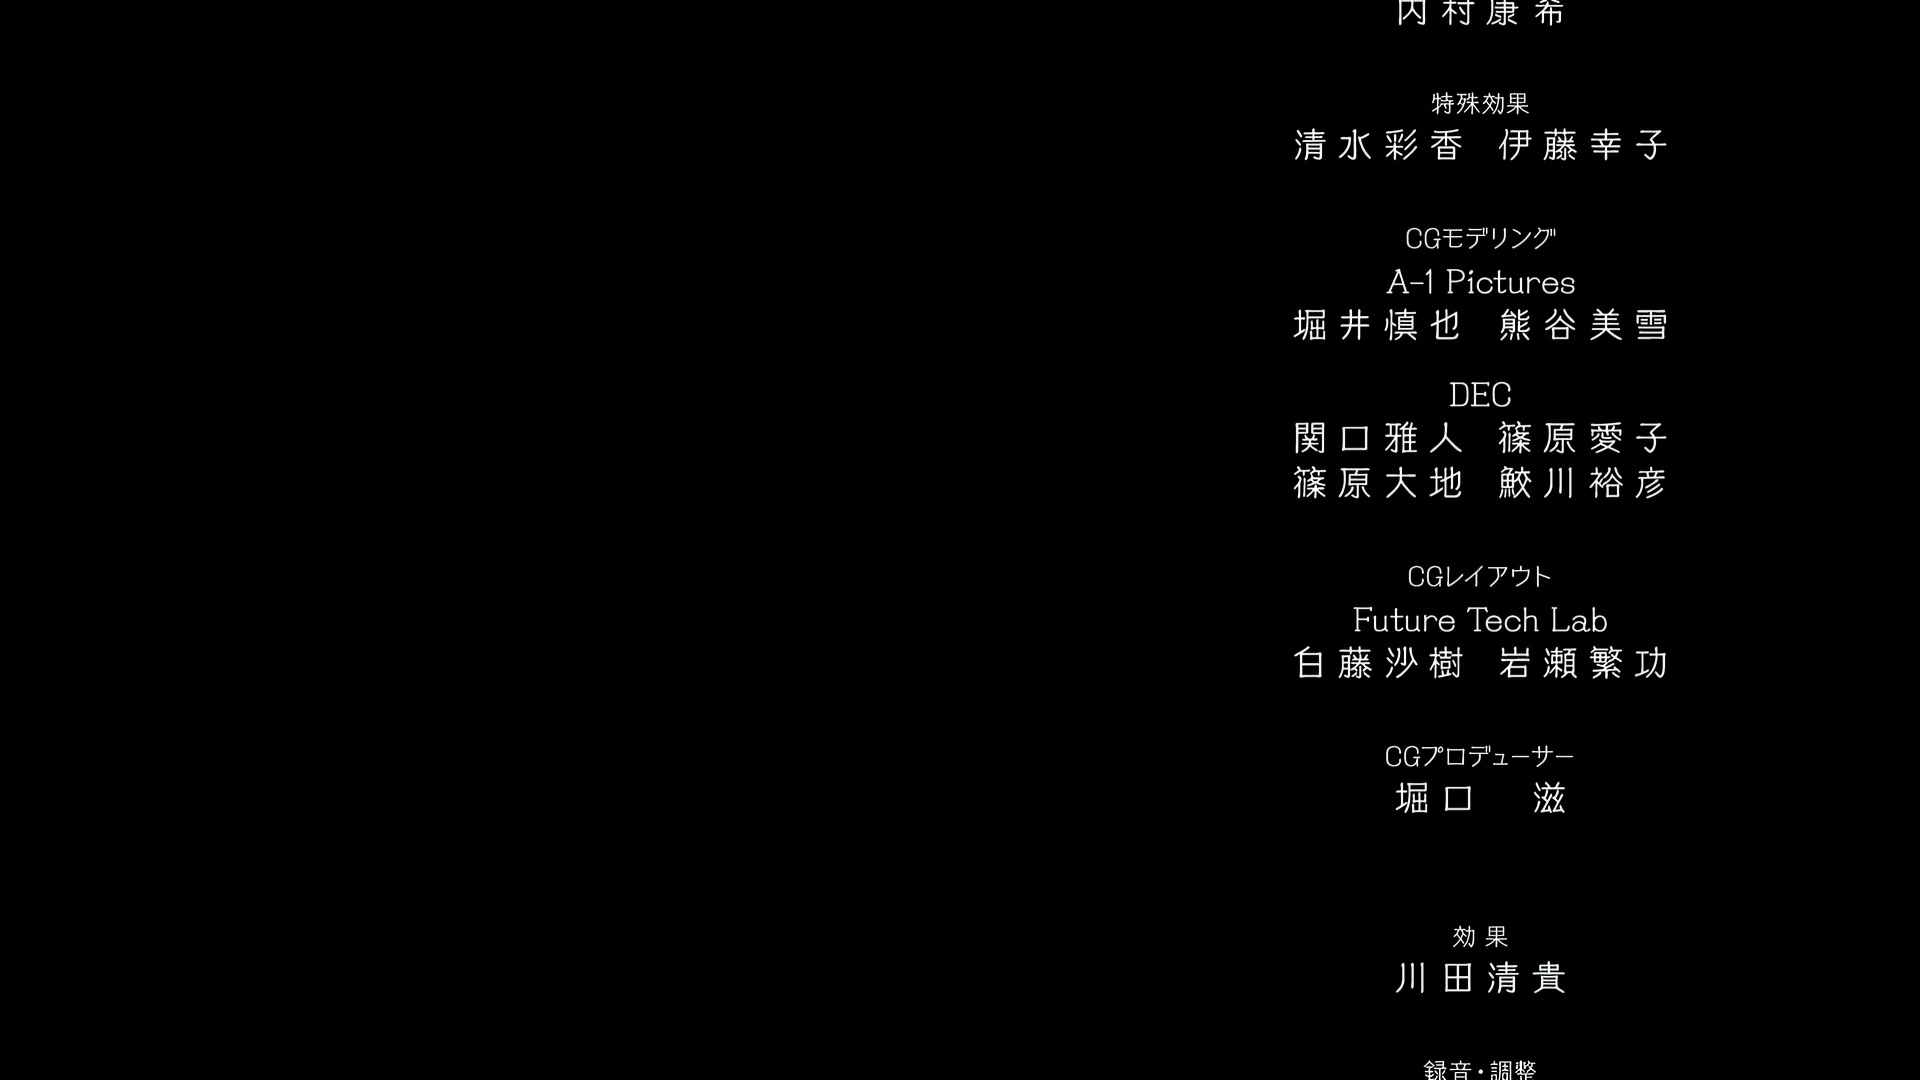 内村康希
特殊効果
清水彩香 伊藤幸子
CGモデリング
A-1 Pictures
堀井慎也 熊谷美雪
DEC
関口雅人 篠原愛子
篠原大地 鮫川裕彦
CGレイアウト
Future Tech Lab
白藤沙樹 岩瀬繁功
CGプロデューサー
堀口 滋
効果
川田清貴
録音・調整